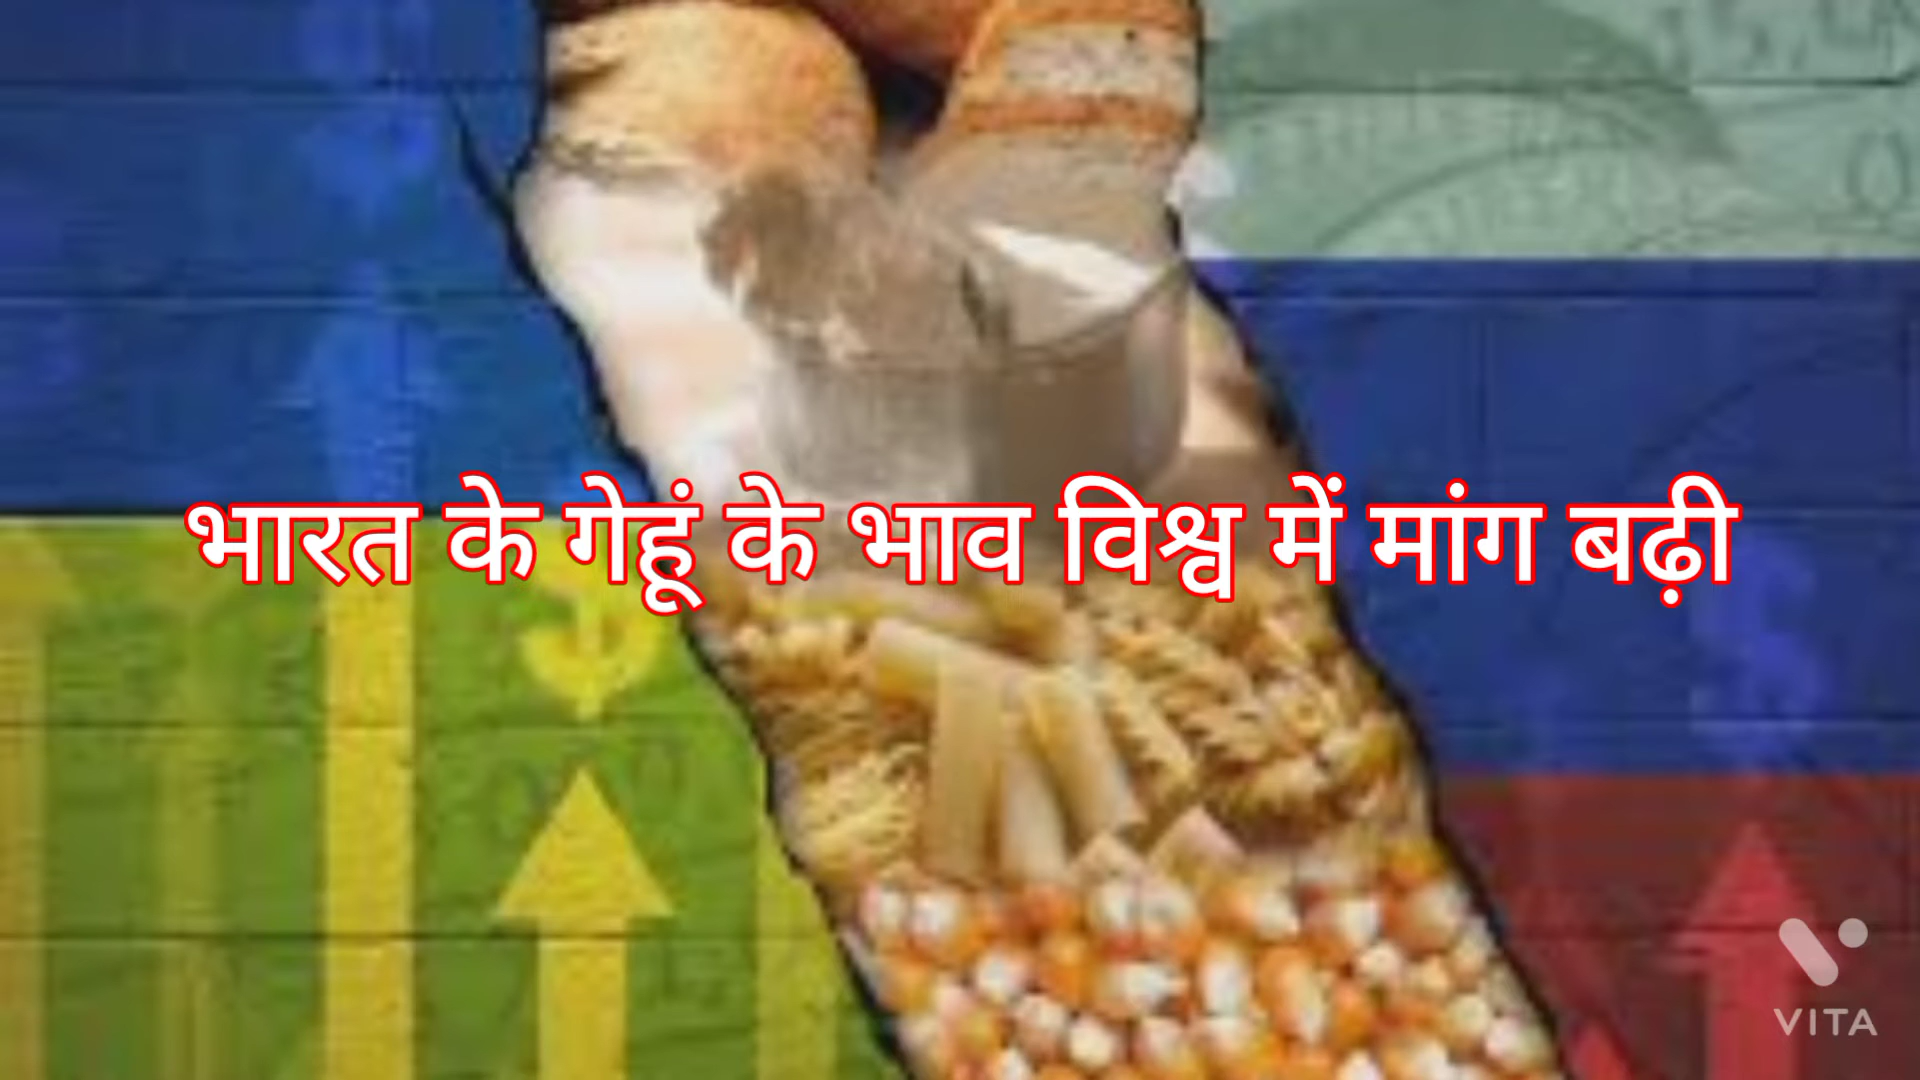 भारत के गेहूं के भाव विश्व में मांग बढ़ी
VITA